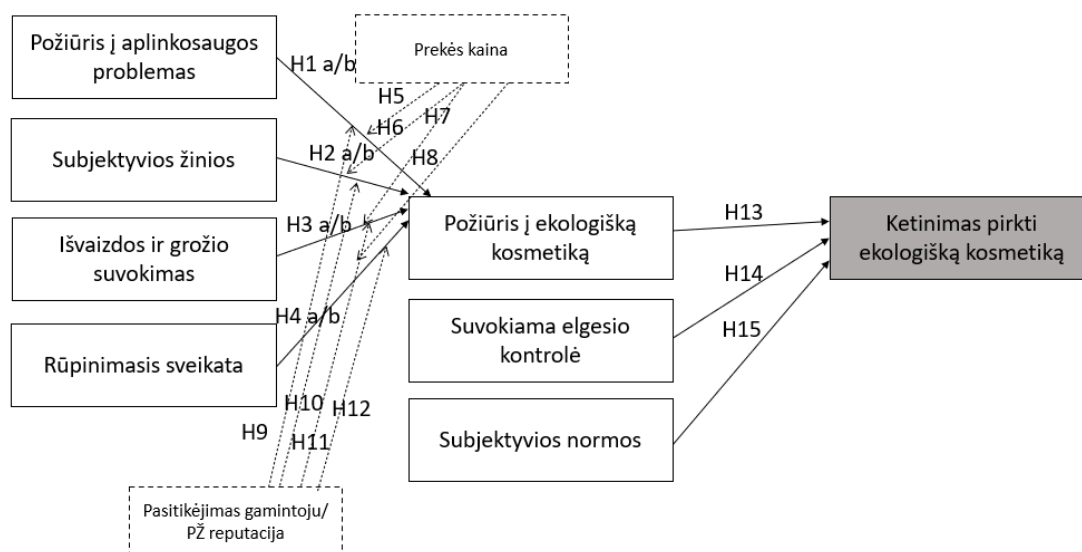 Požiūris į aplinkosaugos
problemas
Prekės kaina
H1 a/b
H5
H6
H7
Subjektyvios žinios
H2 a/b
H8
Išvaizdos ir grožio
suvokimas
H3 a/b
Požiūris į ekologišką
kosmetiką
H13
Ketinimas pirkti
ekologišką kosmetiką
H14
Rūpinimasis sveikata
H4 a/b
Suvokiama elgesio
kontrolė
H15
H9
H10
H11
H12
Subjektyvios normos
Pasitikėjimas gamintoju/
PŽ reputacija